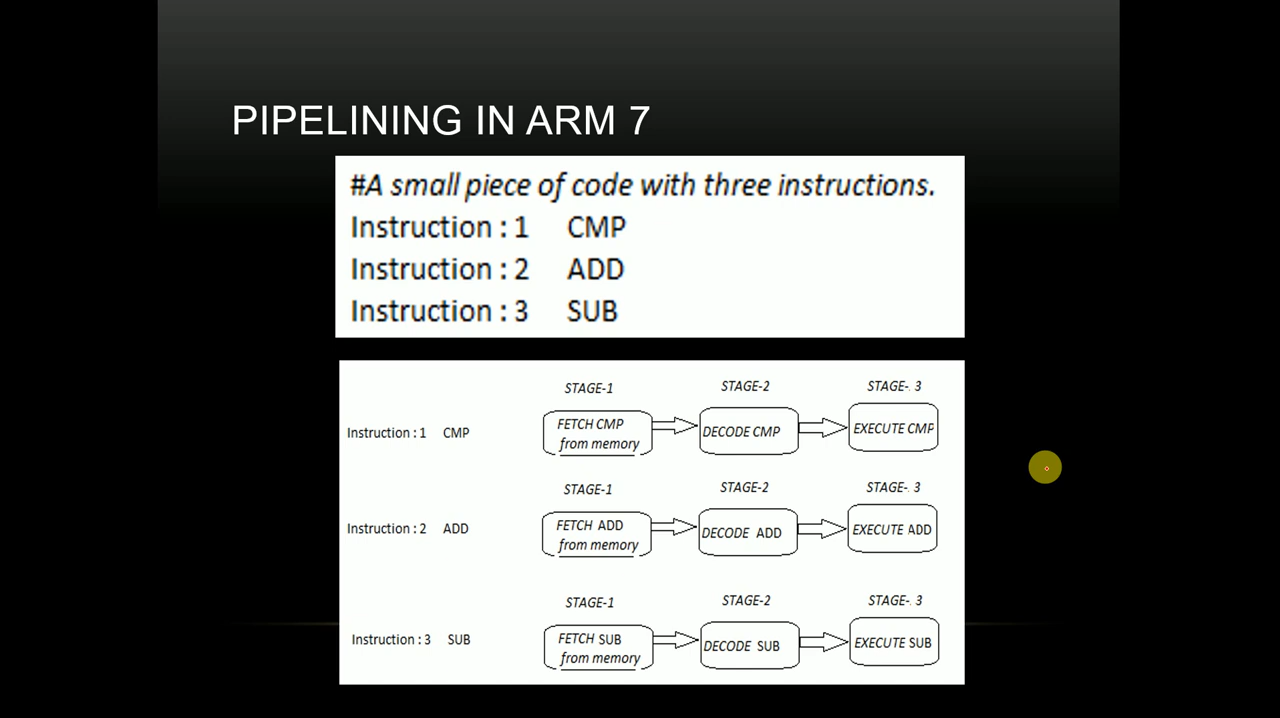 PIPELINING IN ARM 7
#A small piece of code with three instructions.
Instruction : 1 CMP
Instruction : 2 ADD
Instruction : 3 SUB
STAGE-1 STAGE-2 STAGE- 3
Instruction : 1 CMP FETCH CMP from memory DECODE CMP EXECUTE CMP
STAGE-1 STAGE-2 STAGE- 3
Instruction : 2 ADD FETCH ADD from memory DECODE ADD EXECUTE ADD
STAGE-1 STAGE-2 STAGE- 3
Instruction : 3 SUB FETCH SUB from memory DECODE SUB EXECUTE SUB